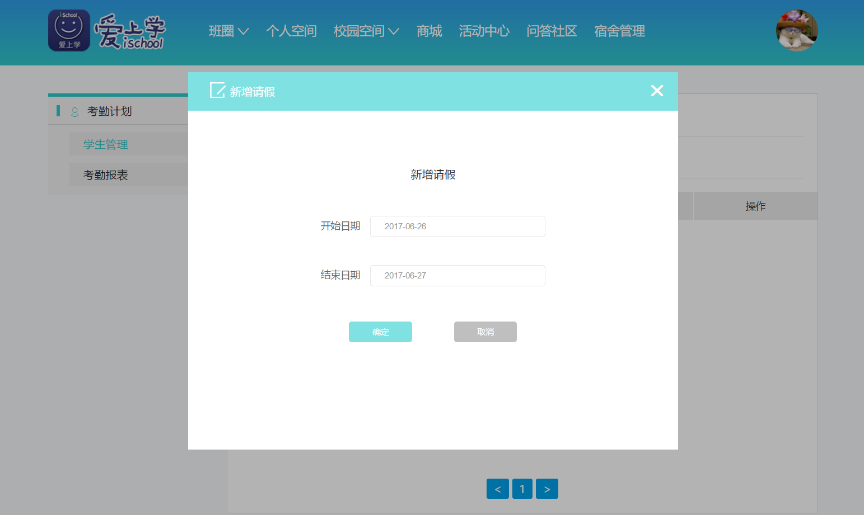 iSchool
爱上学
爱上学
ischool
班圈 个人空间 校园空间 商城 活动中心 问答社区 宿舍管理
新增请假
考勤计划
学生管理
考勤报表
操作
新增请假
开始日期 2017-06-26
结束日期 2017-06-27
确定 取消
< 1 >